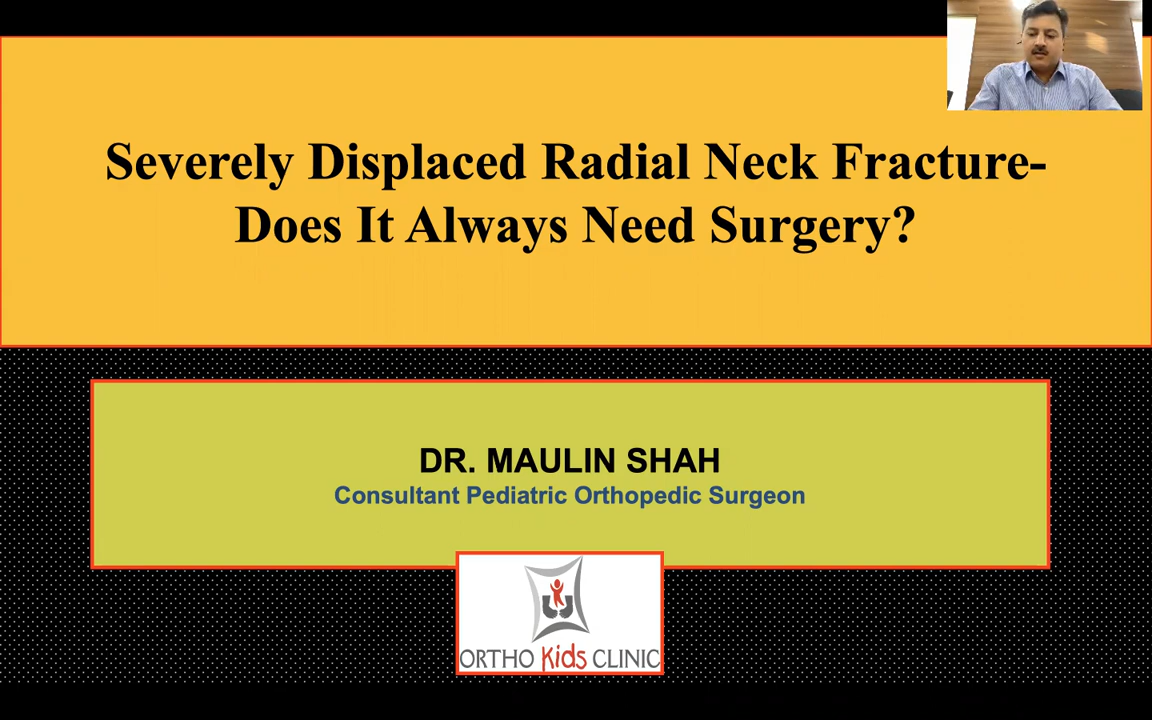 Severely Displaced Radial Neck Fracture-
Does It Always Need Surgery?
DR. MAULIN SHAH
Consultant Pediatric Orthopedic Surgeon
ORTHO Kids CLINIC